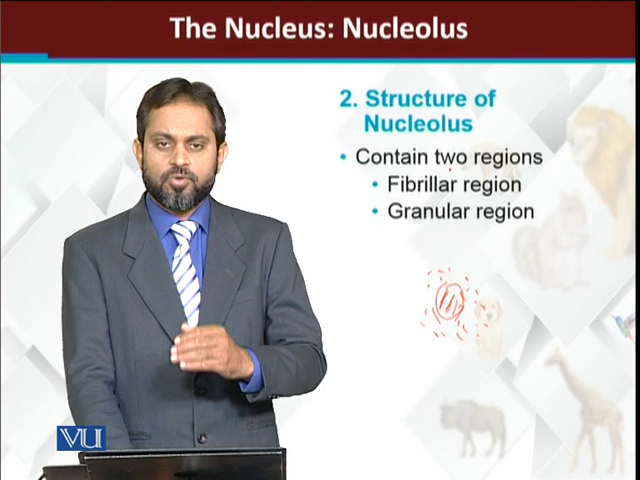 The Nucleus: Nucleolus
2. Structure of
Nucleolus
• Contain two regions
• Fibrillar region
• Granular region
VU